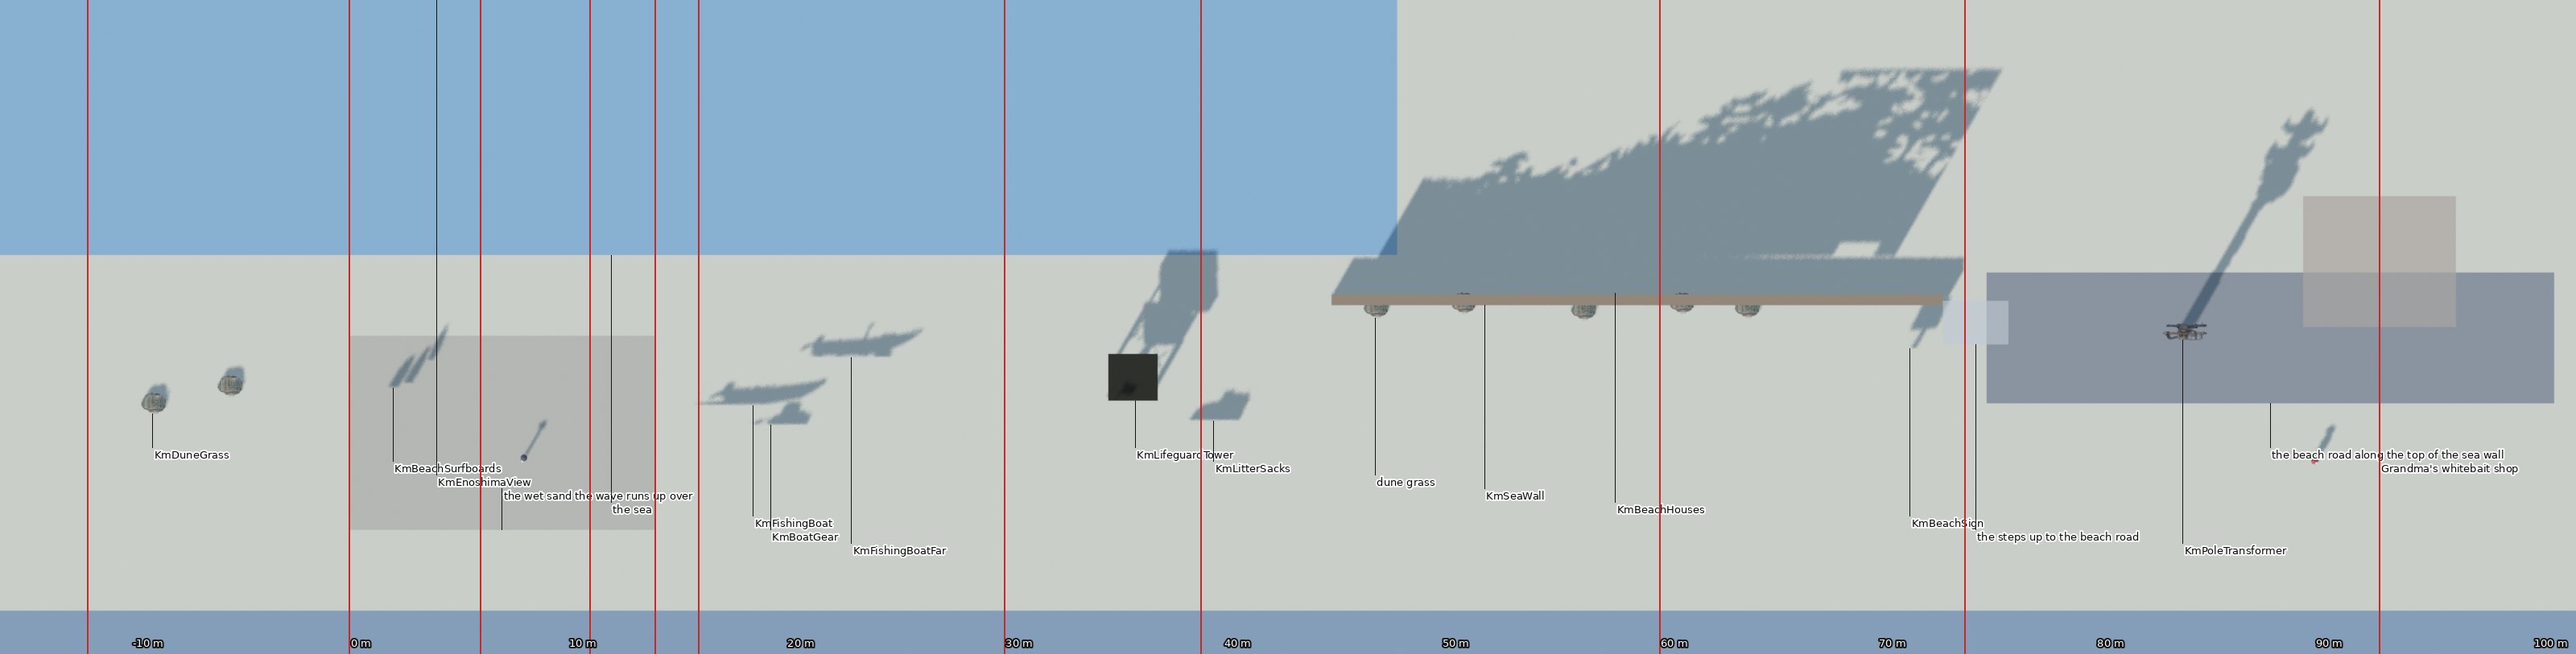 KmDuneGrass
the beach road along the top of the sea wall
KmLifeguardTower
KmBeachSurfboards
KmLitterSacks
Grandma's whitebait shop
KmEnoshimaView
dune grass
the wet sand the wave runs up over
KmSeaWall
the sea
KmBeachHouses
KmFishingBoat
KmBeachSign
KmBoatGear
the steps up to the beach road
KmFishingBoatFar
KmPoleTransformer
-10 m
0 m
10 m
20 m
30 m
40 m
50 m
60 m
70 m
80 m
90 m
100 m